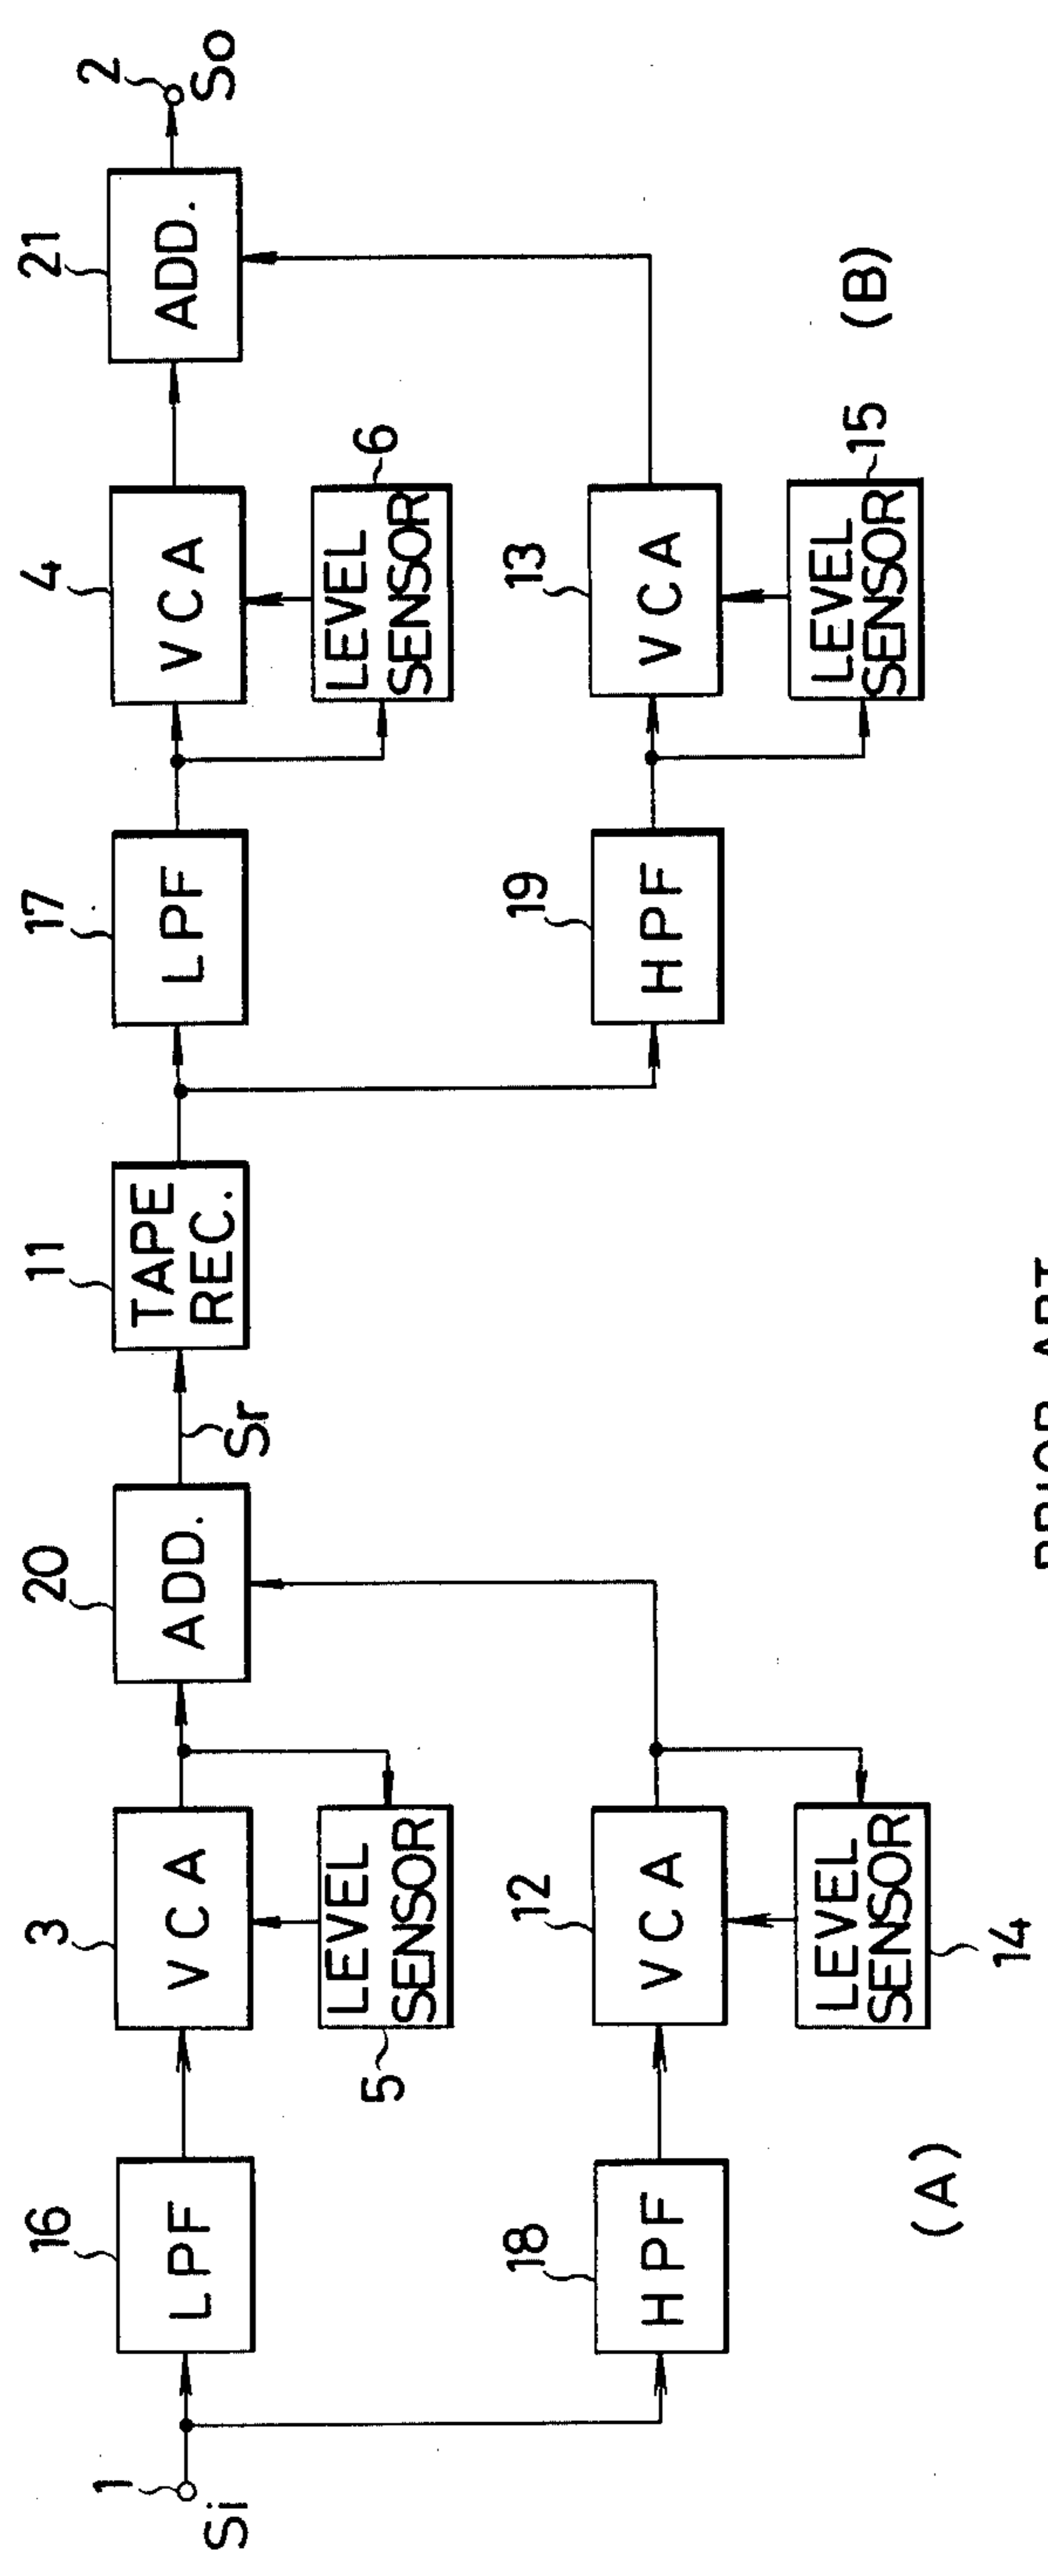 1
Si
16
LPF
3
VCA
5
LEVEL
SENSOR
18
HPF
12
VCA
14
LEVEL
SENSOR
(A)
20
ADD.
Sr
11
TAPE
REC.
17
LPF
4
VCA
6
LEVEL
SENSOR
19
HPF
13
VCA
15
LEVEL
SENSOR
(B)
21
ADD.
2
So
PRIOR ART